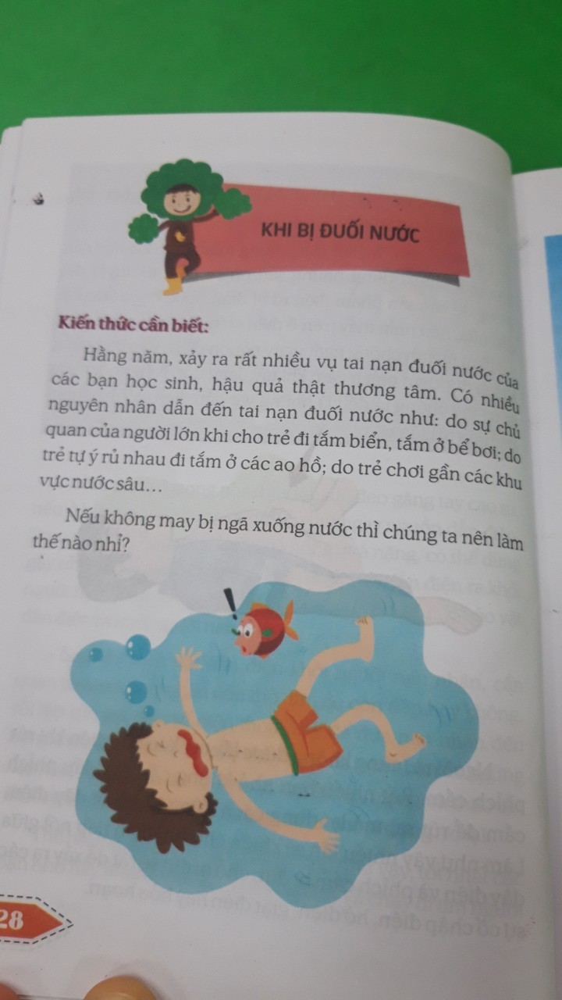 KHI BỊ ĐUỐI NƯỚC
Kiến thức cần biết:
Hằng năm, xảy ra rất nhiều vụ tai nạn đuối nước của
các bạn học sinh, hậu quả thật thương tâm. Có nhiều
nguyên nhân dẫn đến tai nạn đuối nước như: do sự chủ
quan của người lớn khi cho trẻ đi tắm biển, tắm ở bể bơi; do
trẻ tự ý rủ nhau đi tắm ở các ao hồ; do trẻ chơi gần các khu
vực nước sâu...
Nếu không may bị ngã xuống nước thì chúng ta nên làm
thế nào nhỉ?
!
28